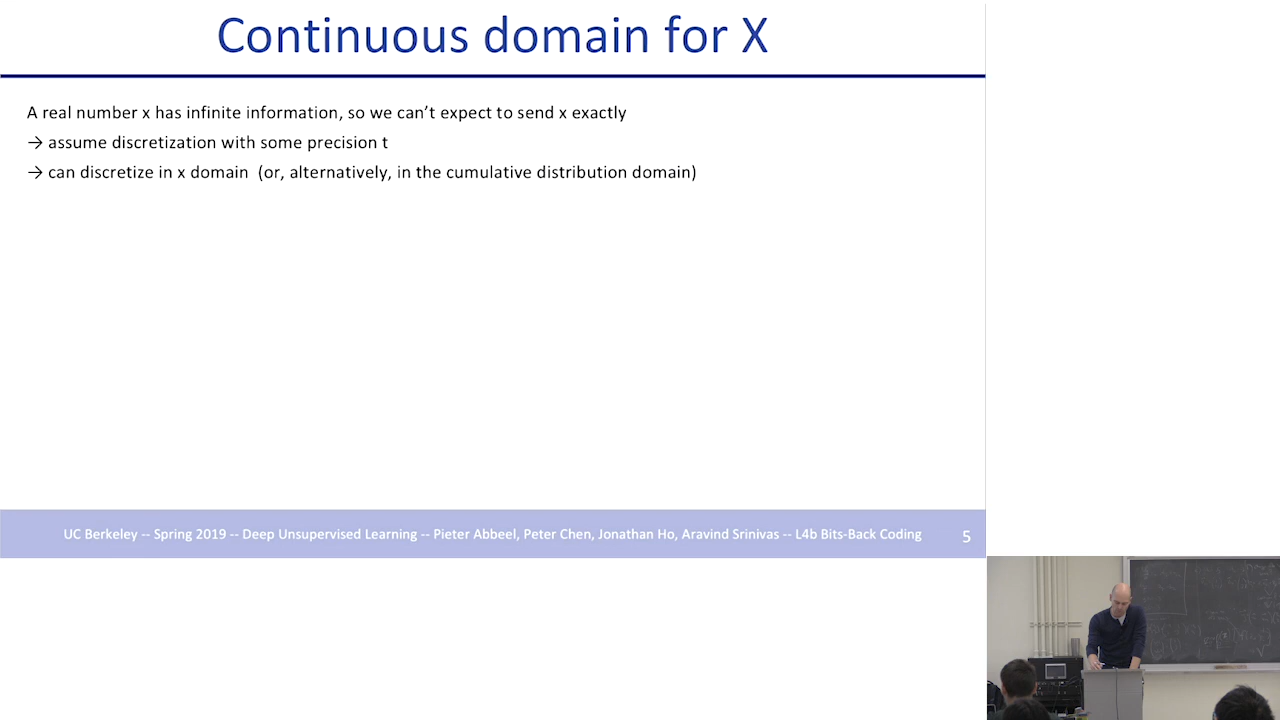 Continuous domain for X
A real number x has infinite information, so we can’t expect to send x exactly
→ assume discretization with some precision t
→ can discretize in x domain  (or, alternatively, in the cumulative distribution domain)
UC Berkeley -- Spring 2019 -- Deep Unsupervised Learning -- Pieter Abbeel, Peter Chen, Jonathan Ho, Aravind Srinivas -- L4b Bits-Back Coding 5